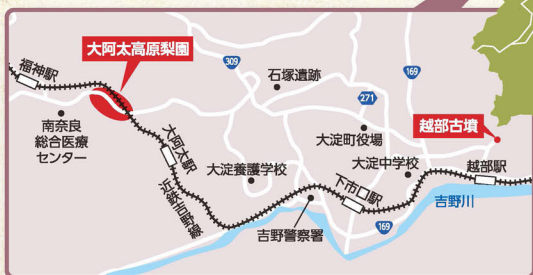 大阿太高原梨園
福神駅
南奈良
総合医療
センター
大阿太駅
近鉄吉野線
309
石塚遺跡
271
大淀町役場
169
越部古墳
大淀養護学校
大淀中学校
越部駅
下市口駅
吉野川
吉野警察署
169